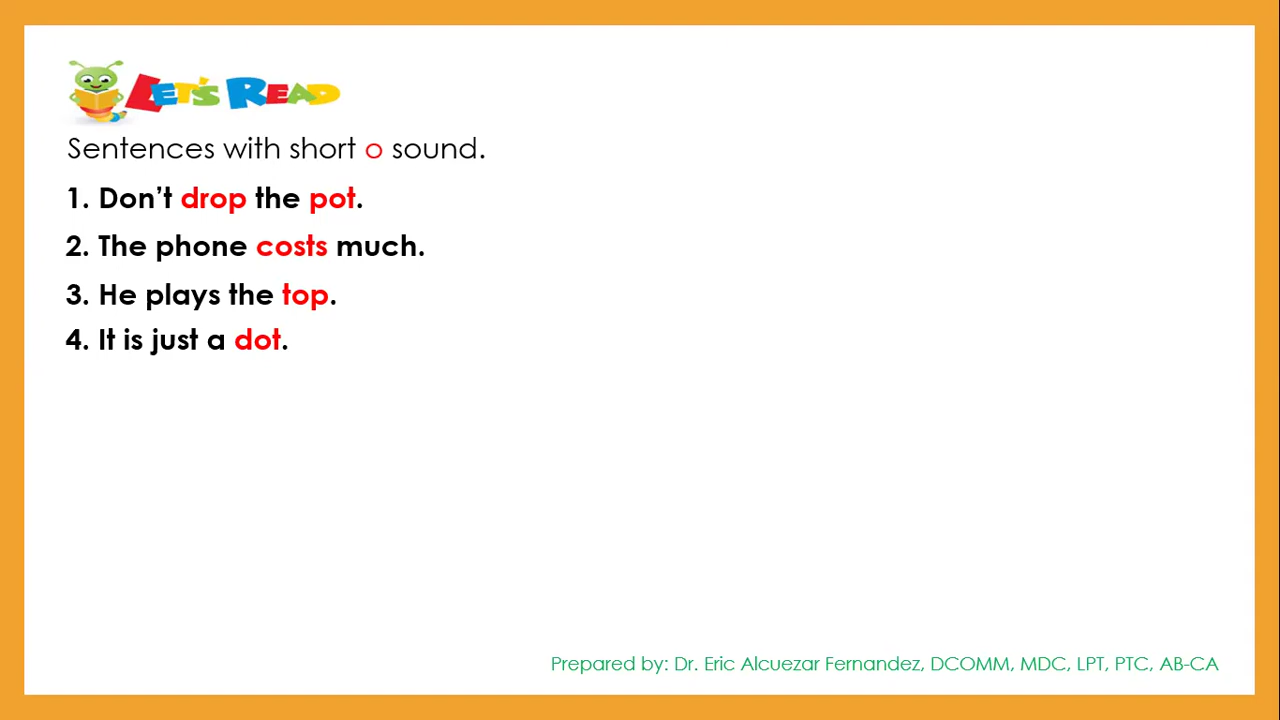 LET'S READ
Sentences with short o sound.
1. Don’t drop the pot.
2. The phone costs much.
3. He plays the top.
4. It is just a dot.
Prepared by: Dr. Eric Alcuezar Fernandez, DCOMM, MDC, LPT, PTC, AB-CA